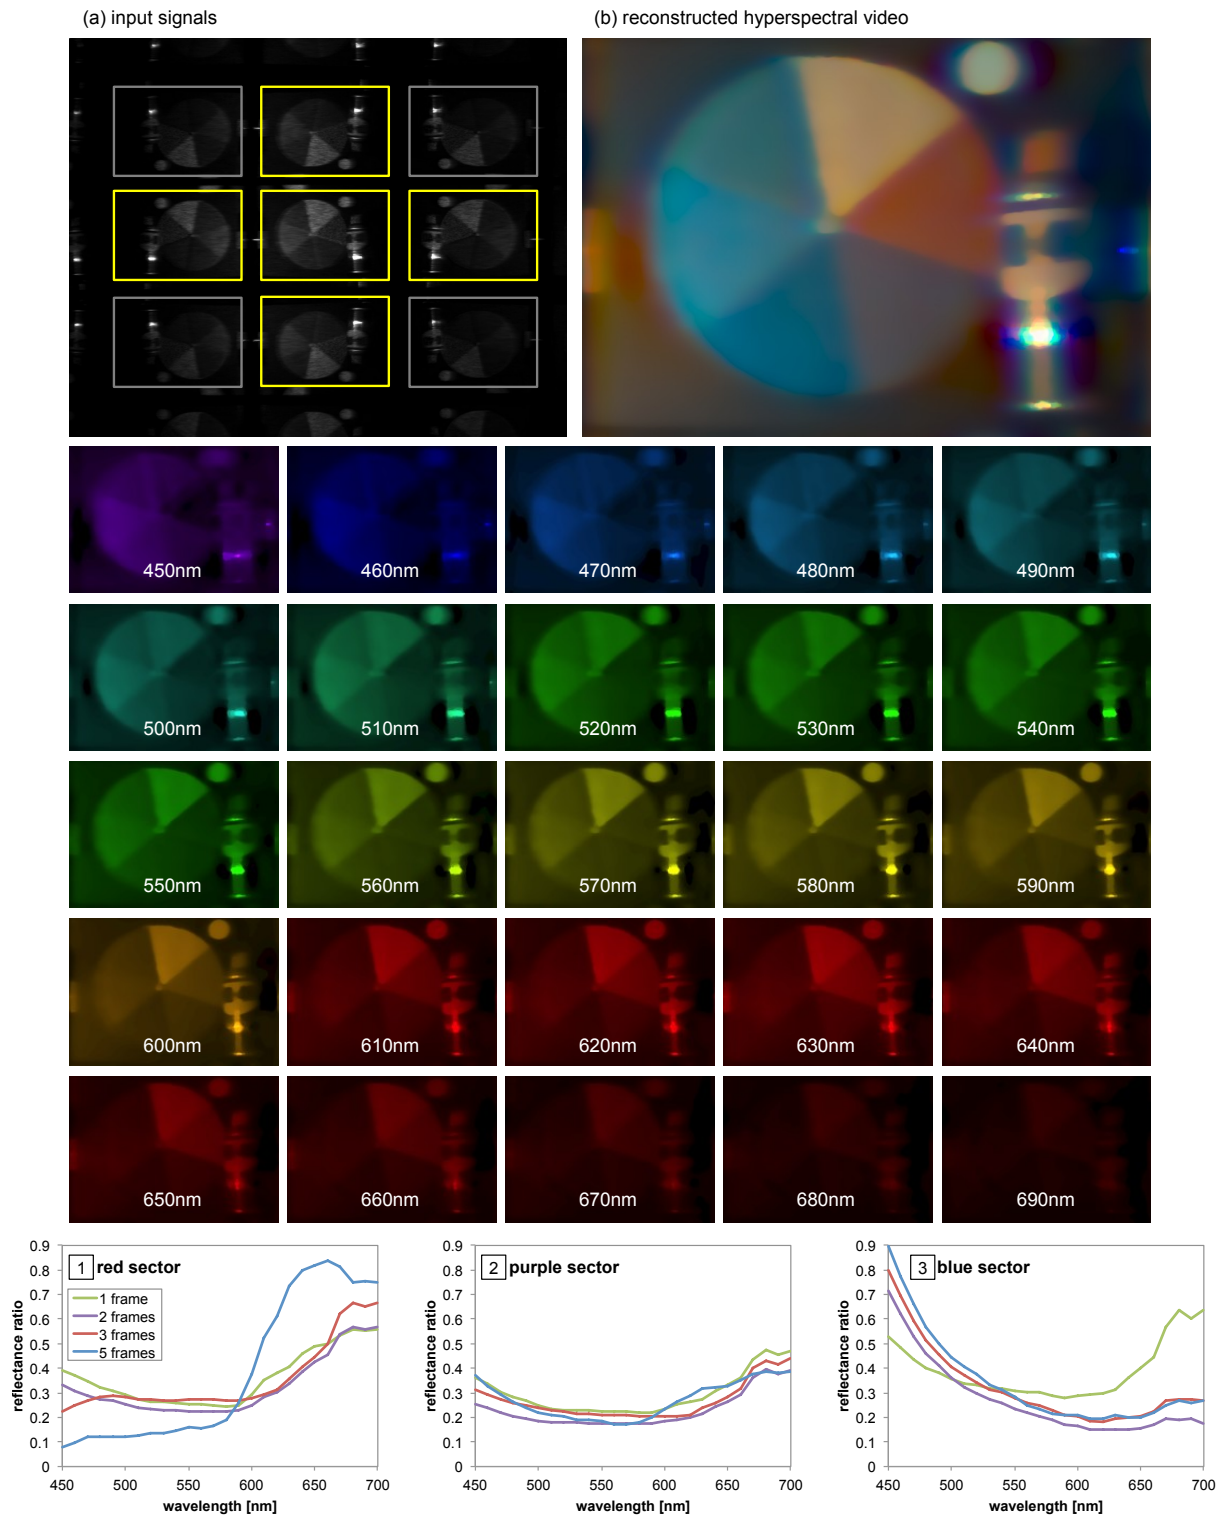 (a) input signals
(b) reconstructed hyperspectral video
450nm
460nm
470nm
480nm
490nm
500nm
510nm
520nm
530nm
540nm
550nm
560nm
570nm
580nm
590nm
600nm
610nm
620nm
630nm
640nm
650nm
660nm
670nm
680nm
690nm
1 red sector
1 frame
2 frames
3 frames
5 frames
reflectance ratio
0.9
0.8
0.7
0.6
0.5
0.4
0.3
0.2
0.1
0
450 500 550 600 650 700
wavelength [nm]
2 purple sector
reflectance ratio
0.9
0.8
0.7
0.6
0.5
0.4
0.3
0.2
0.1
0
450 500 550 600 650 700
wavelength [nm]
3 blue sector
reflectance ratio
0.9
0.8
0.7
0.6
0.5
0.4
0.3
0.2
0.1
0
450 500 550 600 650 700
wavelength [nm]